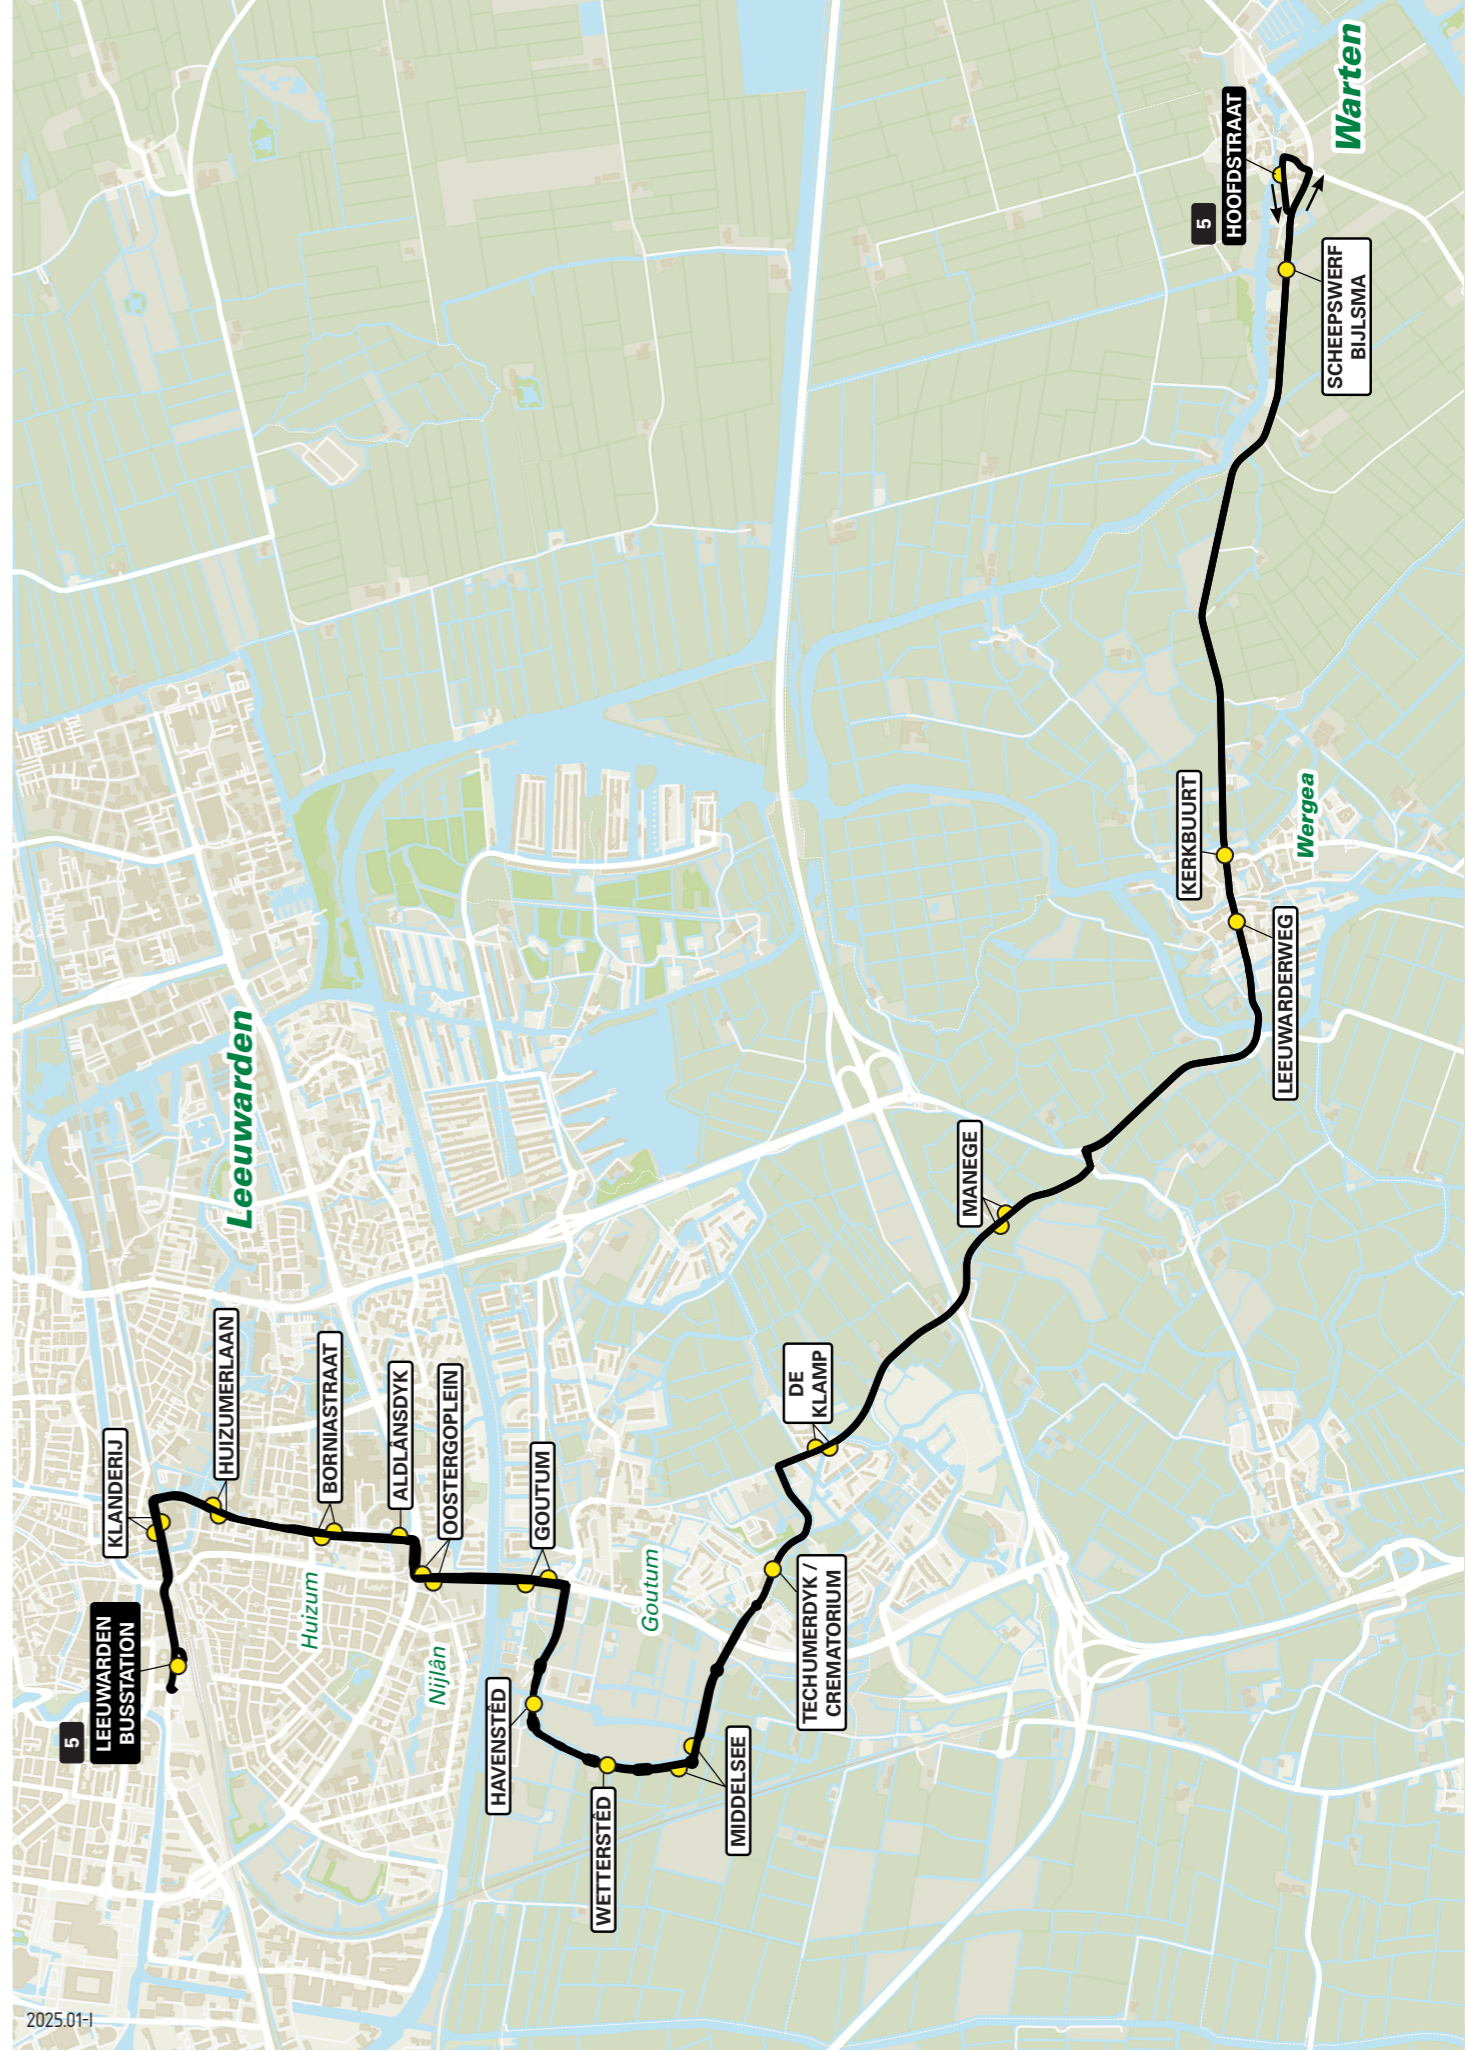 5
LEEUWARDEN
BUSSTATION
KLANDERIJ
HUIZUMERLAAN
BORNIASTRAAT
ALDLÂNSDYK
OOSTERGOPLEIN
GOUTUM
HAVENSTÊD
WETTERSTÊD
MIDDELSEE
TECHUMERDYK /
CREMATORIUM
DE
KLAMP
MANEGE
LEEUWARDERWEG
KERKBUURT
SCHEEPSWERF
BIJLSMA
5
HOOFDSTRAAT
Leeuwarden
Huizum
Nijlân
Goutum
Wergea
Warten
2025.01-I